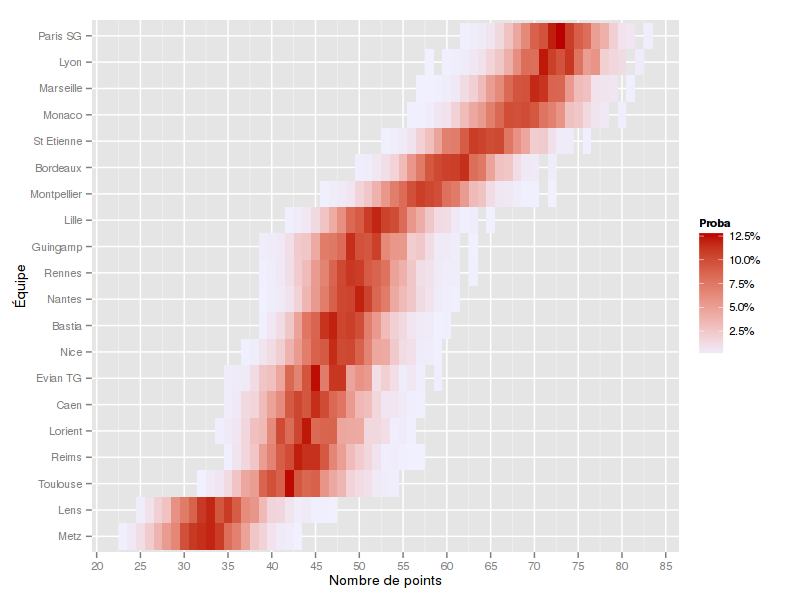 Paris SG
Lyon
Marseille
Monaco
St Etienne
Bordeaux
Montpellier
Lille
Guingamp
Rennes
Nantes
Bastia
Nice
Evian TG
Caen
Lorient
Reims
Toulouse
Lens
Metz
Équipe
20 25 30 35 40 45 50 55 60 65 70 75 80 85
Nombre de points
Proba
12.5%
10.0%
7.5%
5.0%
2.5%